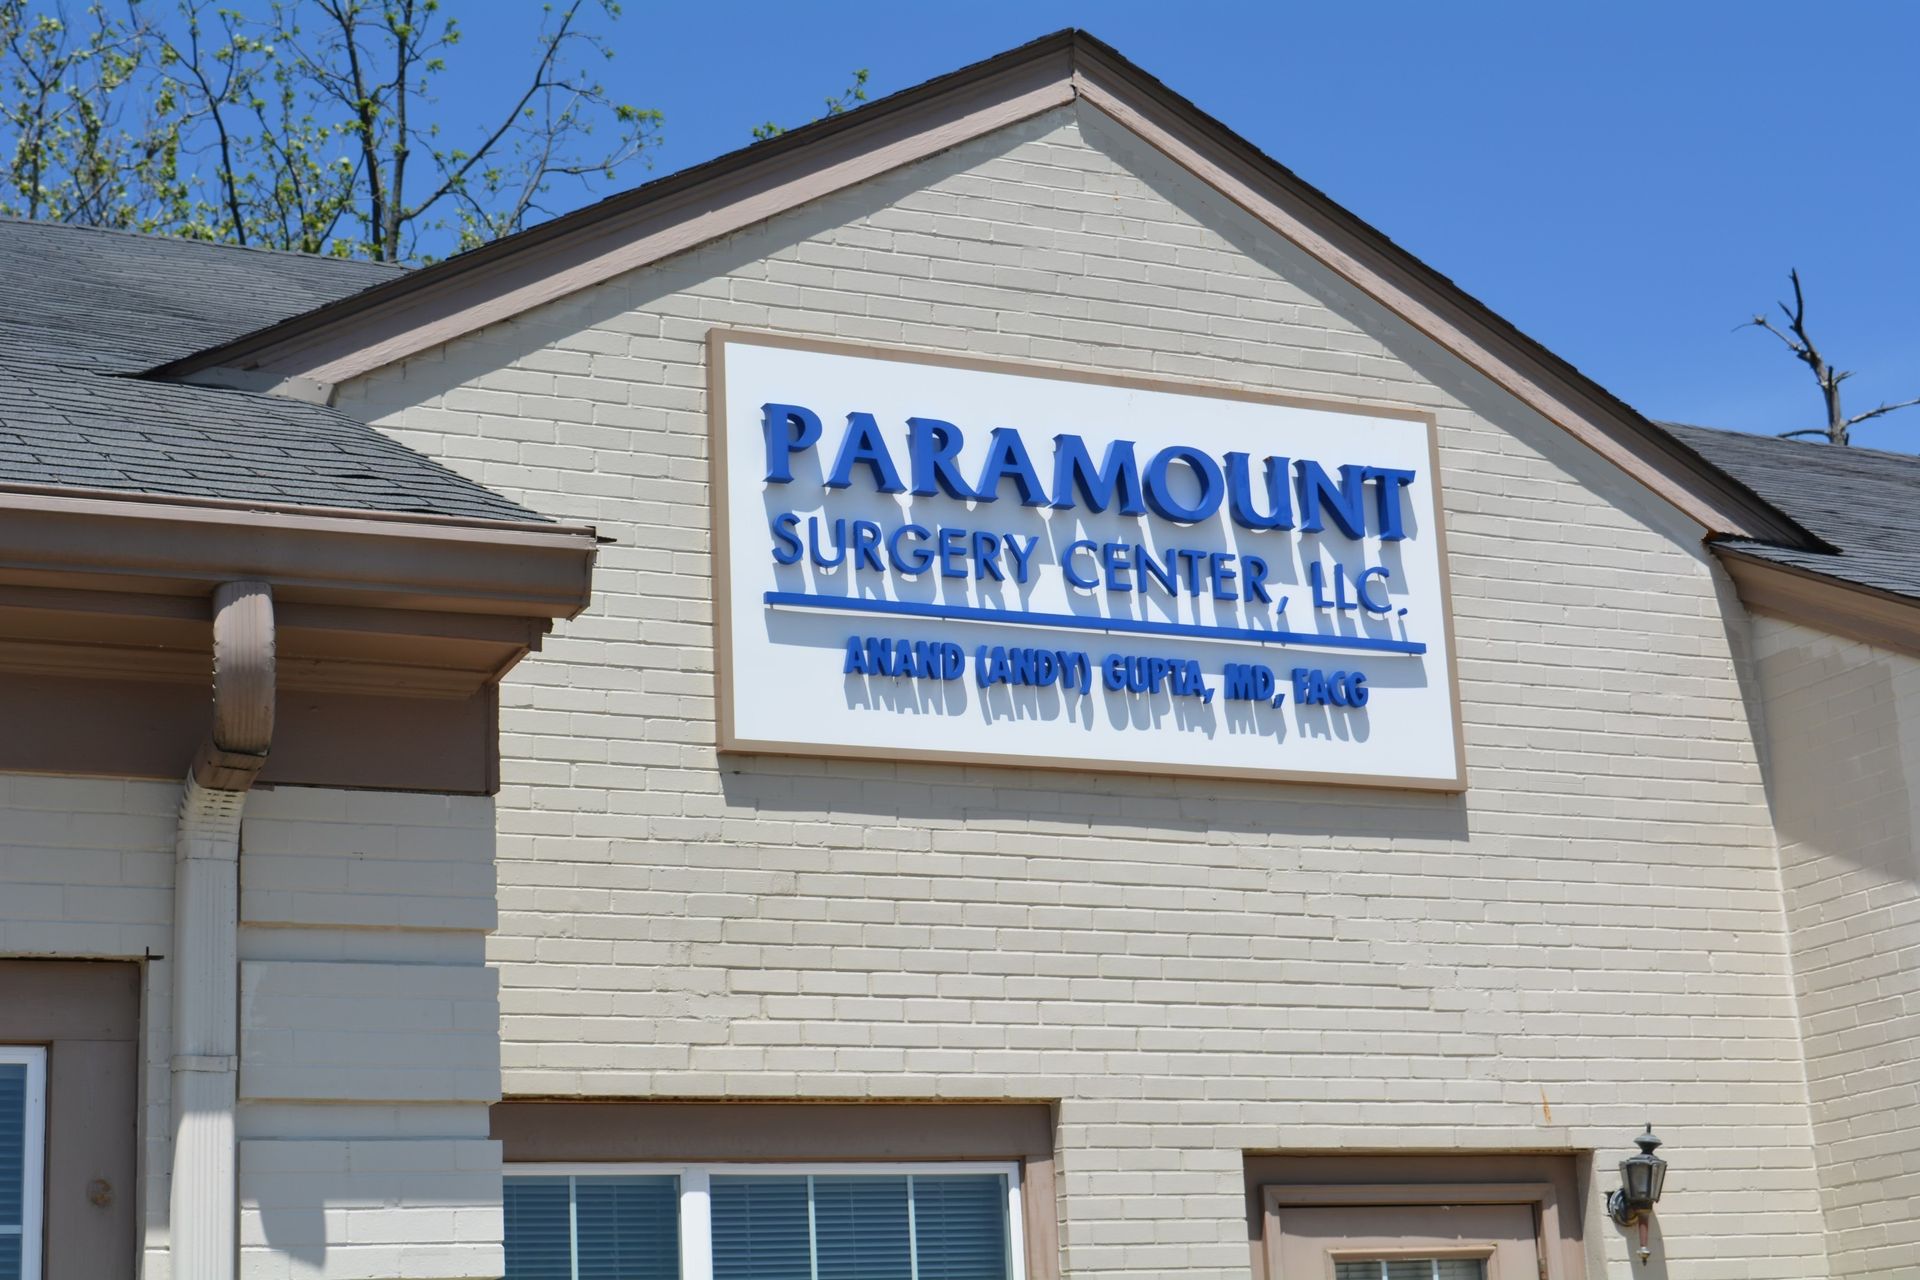 PARAMOUNT
SURGERY CENTER, LLC.
ANAND (ANDY) GUPTA, MD, FACG